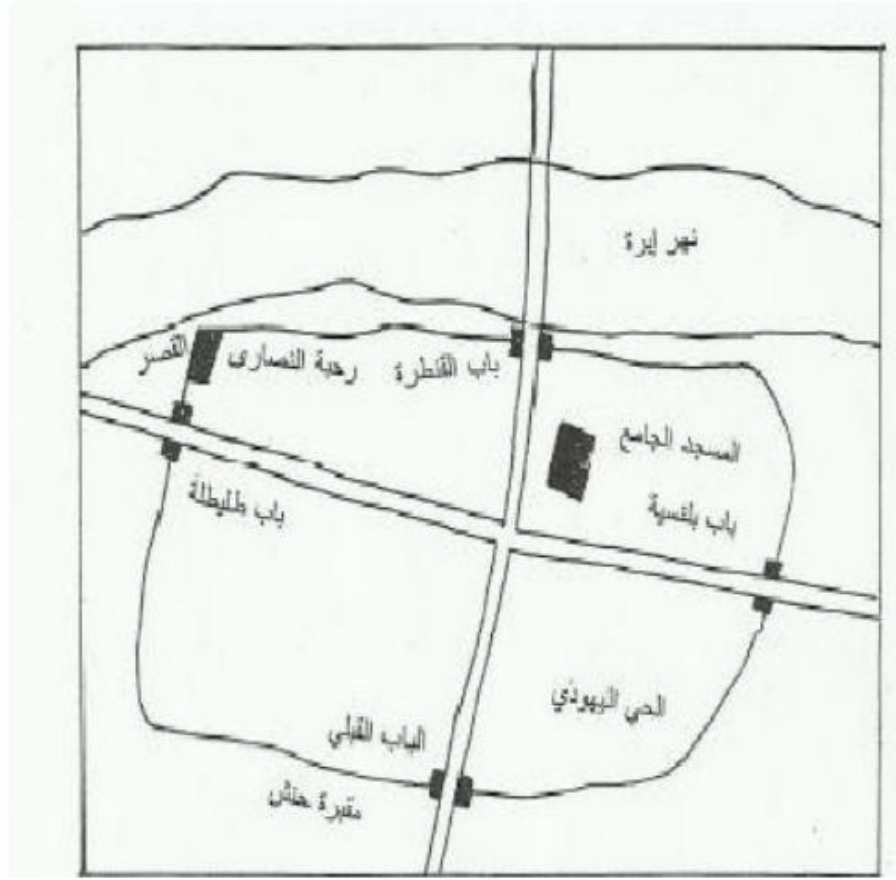 نهر إبرة
القصر
رحبة النصارى
باب القنطرة
المسجد الجامع
باب بلنسية
باب طليطلة
الحي اليهودي
الباب القبلي
مقبرة حنش